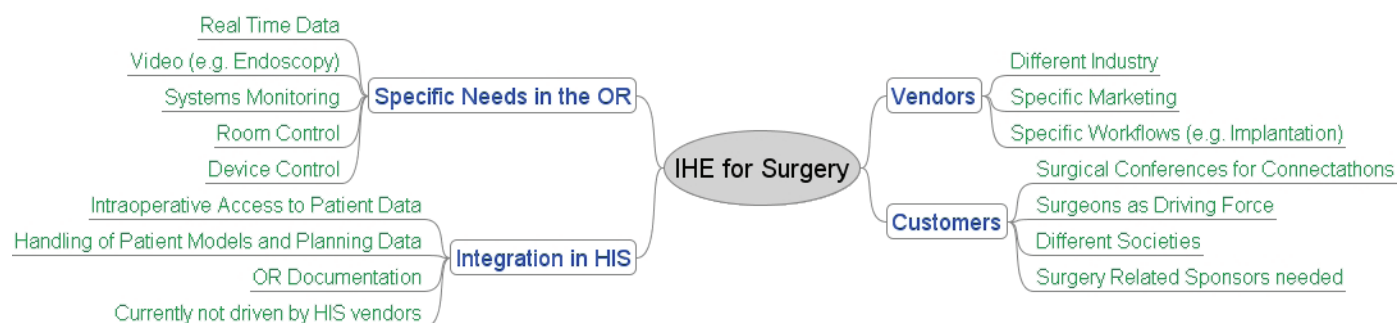 Real Time Data
Video (e.g. Endoscopy)
Systems Monitoring
Room Control
Device Control
Specific Needs in the OR
Intraoperative Access to Patient Data
Handling of Patient Models and Planning Data
OR Documentation
Currently not driven by HIS vendors
Integration in HIS
IHE for Surgery
Vendors
Different Industry
Specific Marketing
Specific Workflows (e.g. Implantation)
Customers
Surgical Conferences for Connectathons
Surgeons as Driving Force
Different Societies
Surgery Related Sponsors needed